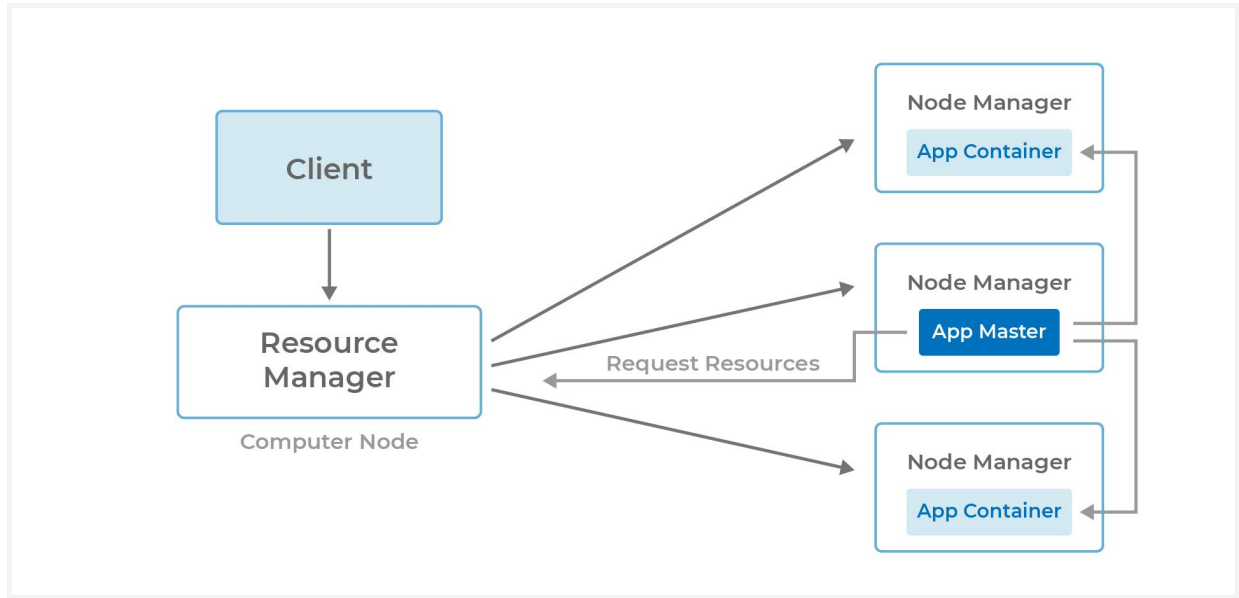 Client
Resource
Manager
Computer Node
Request Resources
Node Manager
App Container
Node Manager
App Master
Node Manager
App Container